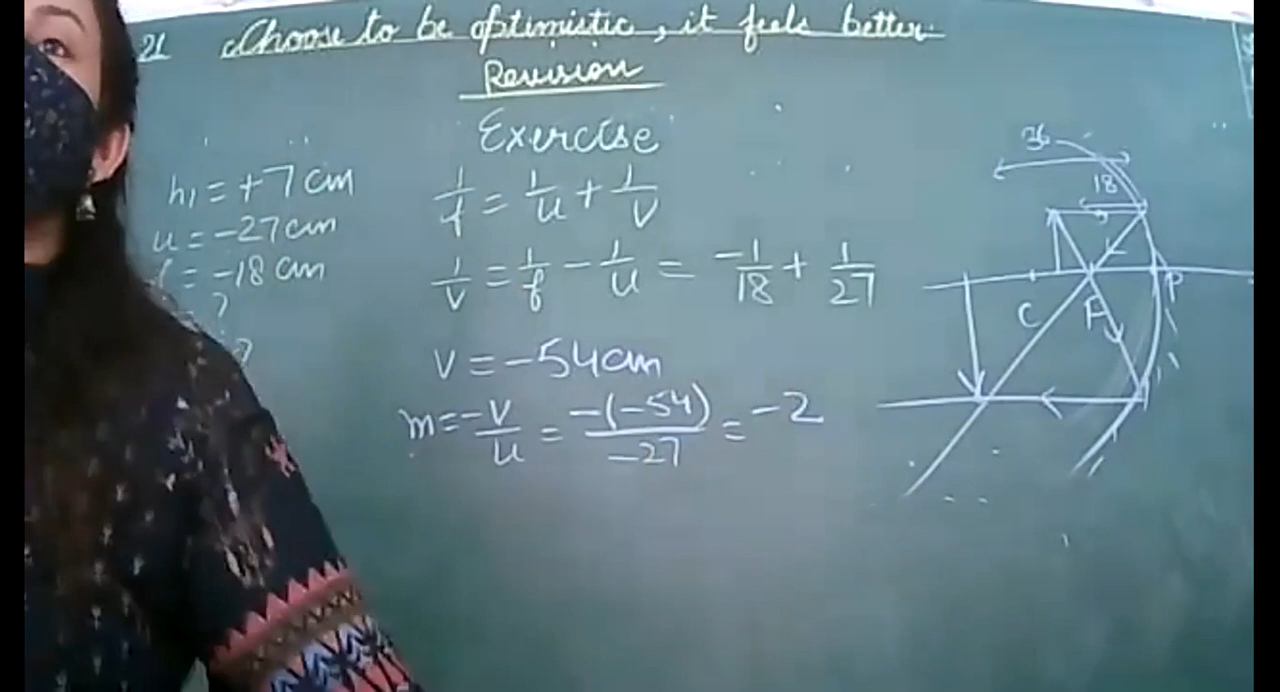 21 Choose to be optimistic, it feels better.
Revision
Exercise
h₁ = +7 cm
u = -27 cm
f = -18 cm
?
?
1/f = 1/u + 1/v
1/v = 1/f - 1/u = -1/18 + 1/27
v = -54 cm
m = -v/u = -(-54)/-27 = -2
36
18
C F P